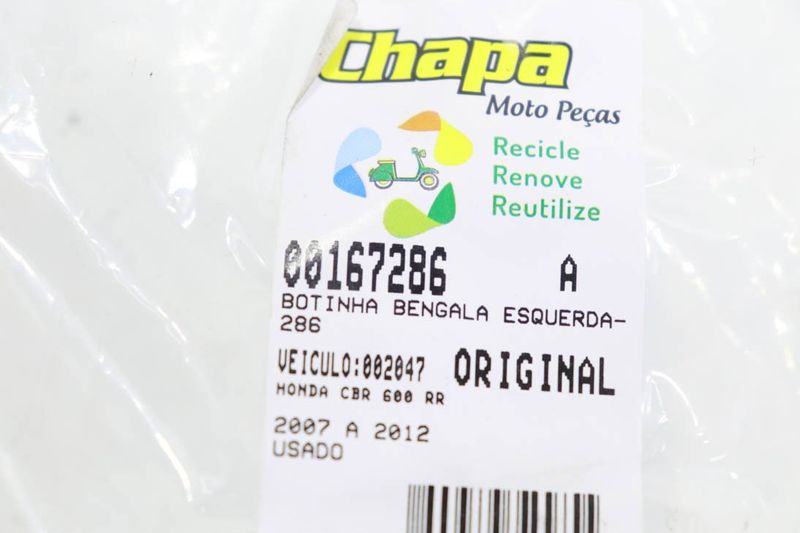 Chapa
Moto Peças
Recicle
Renove
Reutilize
00167286 A
BOTINHA BENGALA ESQUERDA-
286
VEICULO:002047 ORIGINAL
HONDA CBR 600 RR
2007 A 2012
USADO